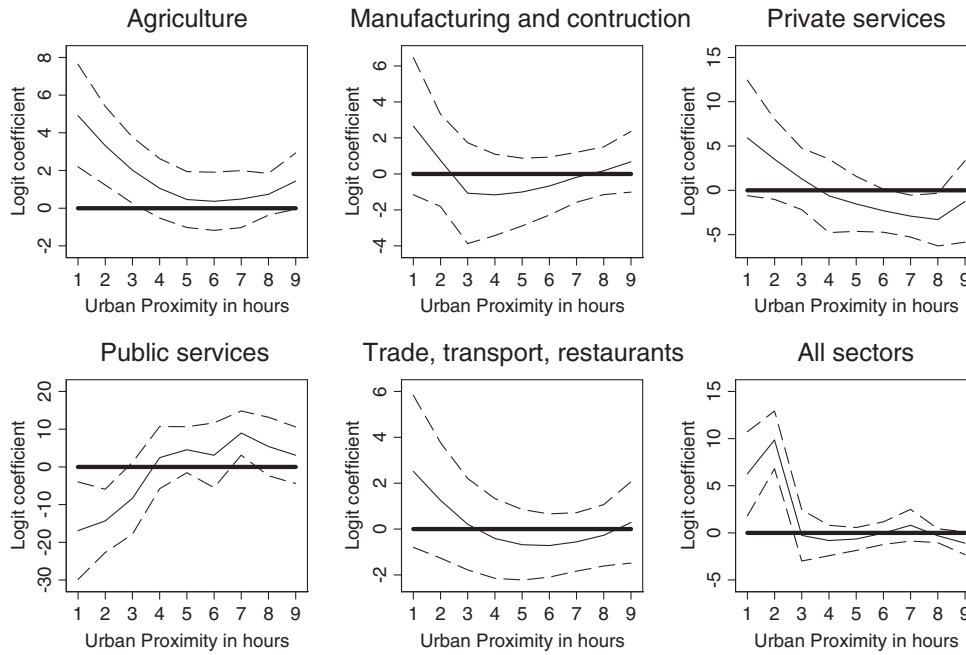 Agriculture
Manufacturing and contruction
Private services
Logit coefficient
8
6
4
2
0
-2
1 2 3 4 5 6 7 8 9
Urban Proximity in hours
Logit coefficient
6
4
2
0
-2
-4
1 2 3 4 5 6 7 8 9
Urban Proximity in hours
Logit coefficient
15
10
5
0
-5
1 2 3 4 5 6 7 8 9
Urban Proximity in hours
Public services
Trade, transport, restaurants
All sectors
Logit coefficient
20
10
0
-10
-20
-30
1 2 3 4 5 6 7 8 9
Urban Proximity in hours
Logit coefficient
6
4
2
0
-2
1 2 3 4 5 6 7 8 9
Urban Proximity in hours
Logit coefficient
15
10
5
0
-5
1 2 3 4 5 6 7 8 9
Urban Proximity in hours